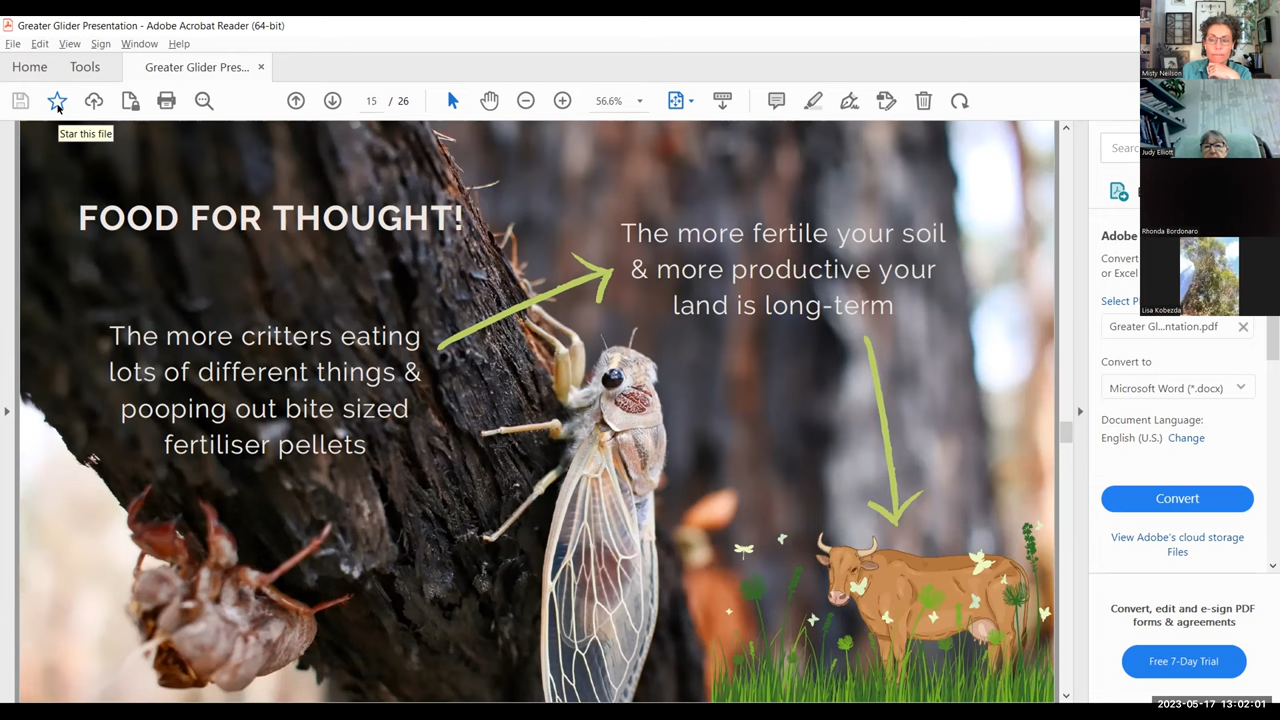 Greater Glider Presentation - Adobe Acrobat Reader (64-bit)
File Edit View Sign Window Help
Home Tools Greater Glider Pres... ×
15 / 26 56.6%
Star this file
FOOD FOR THOUGHT!
The more critters eating
lots of different things &
pooping out bite sized
fertiliser pellets
The more fertile your soil
& more productive your
land is long-term
Misty Neilson
Judy Elliott
Rhonda Bordonaro
Lisa Kobezda
Sear
Adobe
Convert
or Excel
Select P
Greater Gl...ntation.pdf
Convert to
Microsoft Word (*.docx)
Document Language:
English (U.S.) Change
Convert
View Adobe's cloud storage
Files
Convert, edit and e-sign PDF
forms & agreements
Free 7-Day Trial
2023-05-17 13:02:01